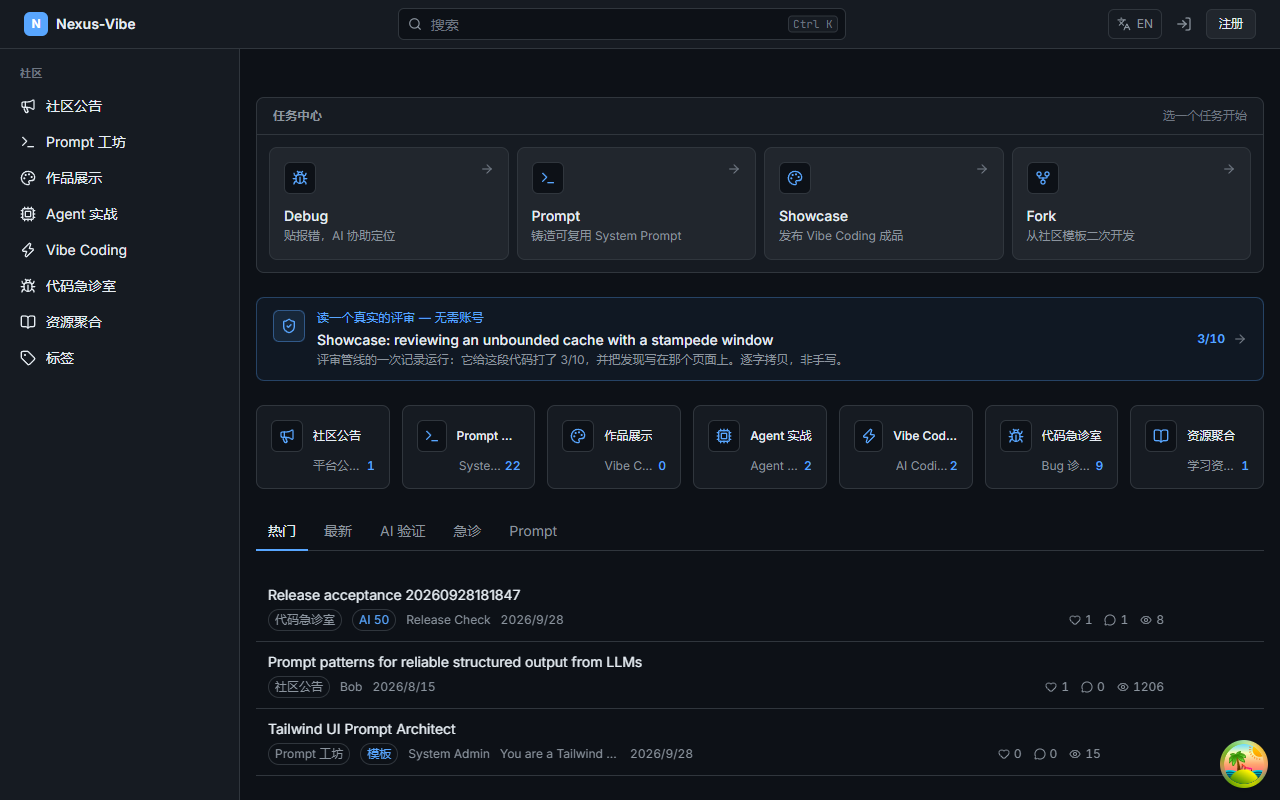 N Nexus-Vibe
搜索
Ctrl K
EN
注册
社区
社区公告
Prompt 工坊
作品展示
Agent 实战
Vibe Coding
代码急诊室
资源聚合
标签
任务中心
选一个任务开始
Debug
贴报错，AI 协助定位
Prompt
铸造可复用 System Prompt
Showcase
发布 Vibe Coding 成品
Fork
从社区模板二次开发
读一个真实的评审 — 无需账号
Showcase: reviewing an unbounded cache with a stampede window
评审管线的一次记录运行：它给这段代码打了 3/10，并把发现写在那个页面上。逐字拷贝，非手写。
3/10
社区公告
平台公... 1
Prompt ...
Syste... 22
作品展示
Vibe C... 0
Agent 实战
Agent ... 2
Vibe Cod...
AI Codi... 2
代码急诊室
Bug 诊... 9
资源聚合
学习资... 1
热门
最新
AI 验证
急诊
Prompt
Release acceptance 20260928181847
代码急诊室 AI 50 Release Check 2026/9/28
1 1 8
Prompt patterns for reliable structured output from LLMs
社区公告 Bob 2026/8/15
1 0 1206
Tailwind UI Prompt Architect
Prompt 工坊 模板 System Admin You are a Tailwind ... 2026/9/28
0 0 15